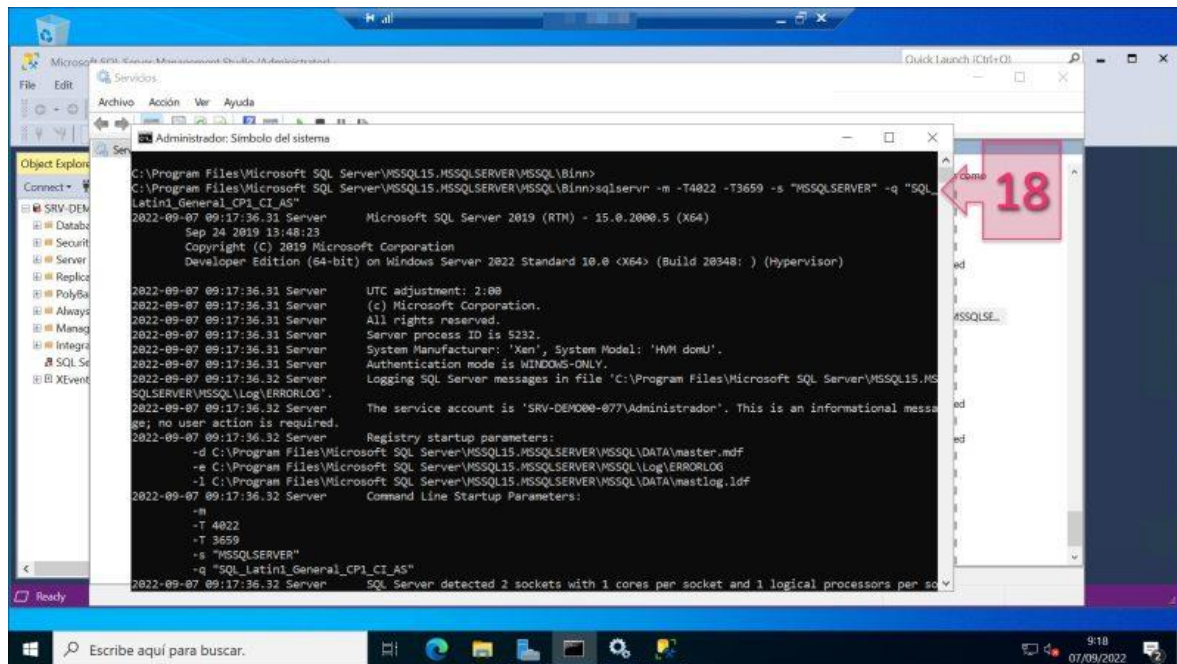 Microsoft SQL Server Management Studio (Administrator)
Quick Launch (Ctrl+Q)
File Edit
Servicios
Archivo Acción Ver Ayuda
Administrador: Símbolo del sistema
Object Explore
Connect
SRV-DEM
Databa
Securit
Server
Replica
PolyBa
Always
Manag
Integra
SQL Se
XEvent
C:\Program Files\Microsoft SQL Server\MSSQL15.MSSQLSERVER\MSSQL\Binn>
C:\Program Files\Microsoft SQL Server\MSSQL15.MSSQLSERVER\MSSQL\Binn>sqlservr -m -T4022 -T3659 -s "MSSQLSERVER" -q "SQL_
Latin1_General_CP1_CI_AS"
2022-09-07 09:17:36.31 Server Microsoft SQL Server 2019 (RTM) - 15.0.2000.5 (X64)
Sep 24 2019 13:48:23
Copyright (C) 2019 Microsoft Corporation
Developer Edition (64-bit) on Windows Server 2022 Standard 10.0 <X64> (Build 20348: ) (Hypervisor)
2022-09-07 09:17:36.31 Server UTC adjustment: 2:00
2022-09-07 09:17:36.31 Server (c) Microsoft Corporation.
2022-09-07 09:17:36.31 Server All rights reserved.
2022-09-07 09:17:36.31 Server Server process ID is 5232.
2022-09-07 09:17:36.31 Server System Manufacturer: 'Xen', System Model: 'HVM domU'.
2022-09-07 09:17:36.31 Server Authentication mode is WINDOWS-ONLY.
2022-09-07 09:17:36.32 Server Logging SQL Server messages in file 'C:\Program Files\Microsoft SQL Server\MSSQL15.MS
SQLSERVER\MSSQL\Log\ERRORLOG'.
2022-09-07 09:17:36.32 Server The service account is 'SRV-DEMO00-077\Administrador'. This is an informational messa
ge; no user action is required.
2022-09-07 09:17:36.32 Server Registry startup parameters:
-d C:\Program Files\Microsoft SQL Server\MSSQL15.MSSQLSERVER\MSSQL\DATA\master.mdf
-e C:\Program Files\Microsoft SQL Server\MSSQL15.MSSQLSERVER\MSSQL\Log\ERRORLOG
-l C:\Program Files\Microsoft SQL Server\MSSQL15.MSSQLSERVER\MSSQL\DATA\mastlog.ldf
2022-09-07 09:17:36.32 Server Command Line Startup Parameters:
-m
-T 4022
-T 3659
-s "MSSQLSERVER"
-q "SQL_Latin1_General_CP1_CI_AS"
2022-09-07 09:17:36.32 Server SQL Server detected 2 sockets with 1 cores per socket and 1 logical processors per so
18
como
ed
MSSQLSE...
ed
ed
Ready
Escribe aquí para buscar.
9:18
07/09/2022